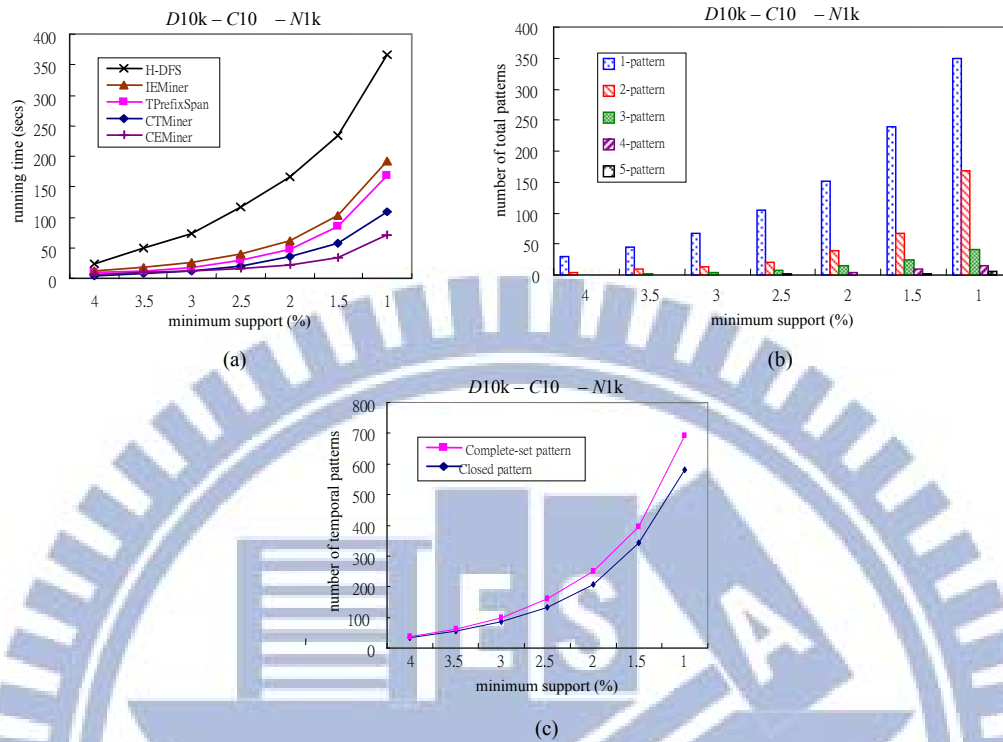 D10k – C10 – N1k
400
350
300
250
200
150
100
50
0
running time (secs)
H-DFS
IEMiner
TPrefixSpan
CTMiner
CEMiner
4 3.5 3 2.5 2 1.5 1
minimum support (%)
(a)
D10k – C10 – N1k
400
350
300
250
200
150
100
50
0
number of total patterns
1-pattern
2-pattern
3-pattern
4-pattern
5-pattern
4 3.5 3 2.5 2 1.5 1
minimum support (%)
(b)
D10k – C10 – N1k
800
700
600
500
400
300
200
100
0
number of temporal patterns
Complete-set pattern
Closed pattern
4 3.5 3 2.5 2 1.5 1
minimum support (%)
(c)
E S A